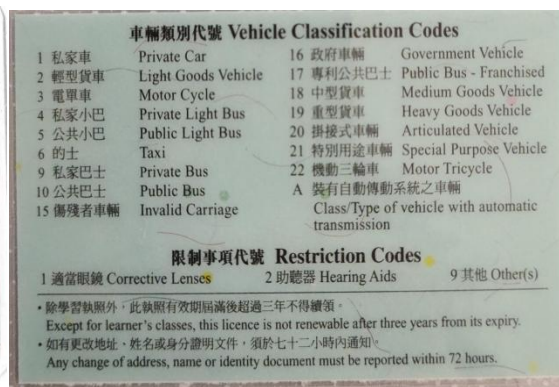 車輛類別代號 Vehicle Classification Codes
1 私家車 Private Car
2 輕型貨車 Light Goods Vehicle
3 電單車 Motor Cycle
4 私家小巴 Private Light Bus
5 公共小巴 Public Light Bus
6 的士 Taxi
9 私家巴士 Private Bus
10 公共巴士 Public Bus
15 傷殘者車輛 Invalid Carriage
16 政府車輛 Government Vehicle
17 專利公共巴士 Public Bus - Franchised
18 中型貨車 Medium Goods Vehicle
19 重型貨車 Heavy Goods Vehicle
20 掛接式車輛 Articulated Vehicle
21 特別用途車輛 Special Purpose Vehicle
22 機動三輪車 Motor Tricycle
A 裝有自動傳動系統之車輛
Class/Type of vehicle with automatic
transmission
限制事項代號 Restriction Codes
1 適當眼鏡 Corrective Lenses 2 助聽器 Hearing Aids 9 其他 Other(s)
• 除學習執照外，此執照有效期屆滿後超過三年不得續領。
Except for learner's classes, this licence is not renewable after three years from its expiry.
• 如有更改地址、姓名或身分證明文件，須於七十二小時內通知。
Any change of address, name or identity document must be reported within 72 hours.